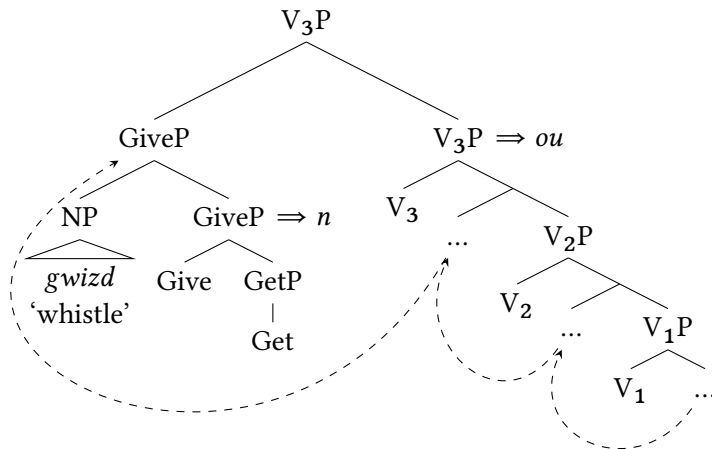 V₃P
GiveP V₃P ⇒ ou
NP GiveP ⇒ n V₃ ... V₂P
gwizd Give GetP V₂ ... V₁P
‘whistle’ Get V₁ ...